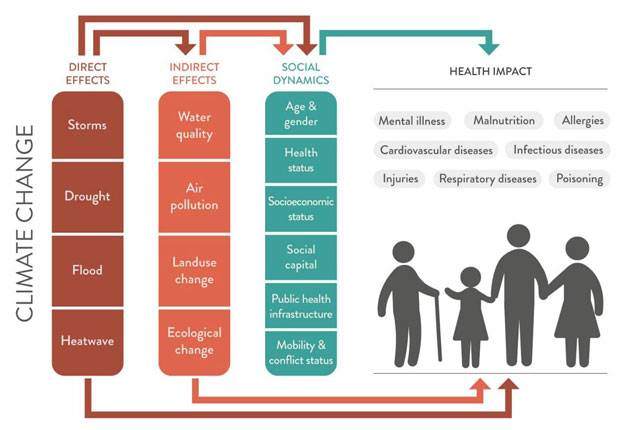 CLIMATE CHANGE
DIRECT
EFFECTS
Storms
Drought
Flood
Heatwave
INDIRECT
EFFECTS
Water
quality
Air
pollution
Landuse
change
Ecological
change
SOCIAL
DYNAMICS
Age &
gender
Health
status
Socioeconomic
status
Social
capital
Public health
infrastructure
Mobility
& conflict status
HEALTH IMPACT
Mental illness Malnutrition Allergies
Cardiovascular diseases Infectious diseases
Injuries Respiratory diseases Poisoning